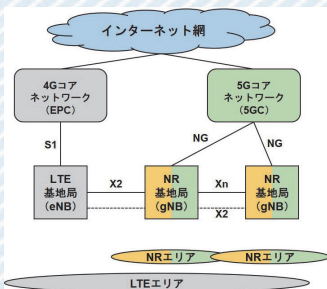 インターネット網
4Gコア
ネットワーク
（EPC）
5Gコア
ネットワーク
（5GC）
S1
NG
NG
LTE
基地局
（eNB）
X2
NR
基地局
（gNB）
Xn
X2
NR
基地局
（gNB）
NRエリア
NRエリア
LTEエリア